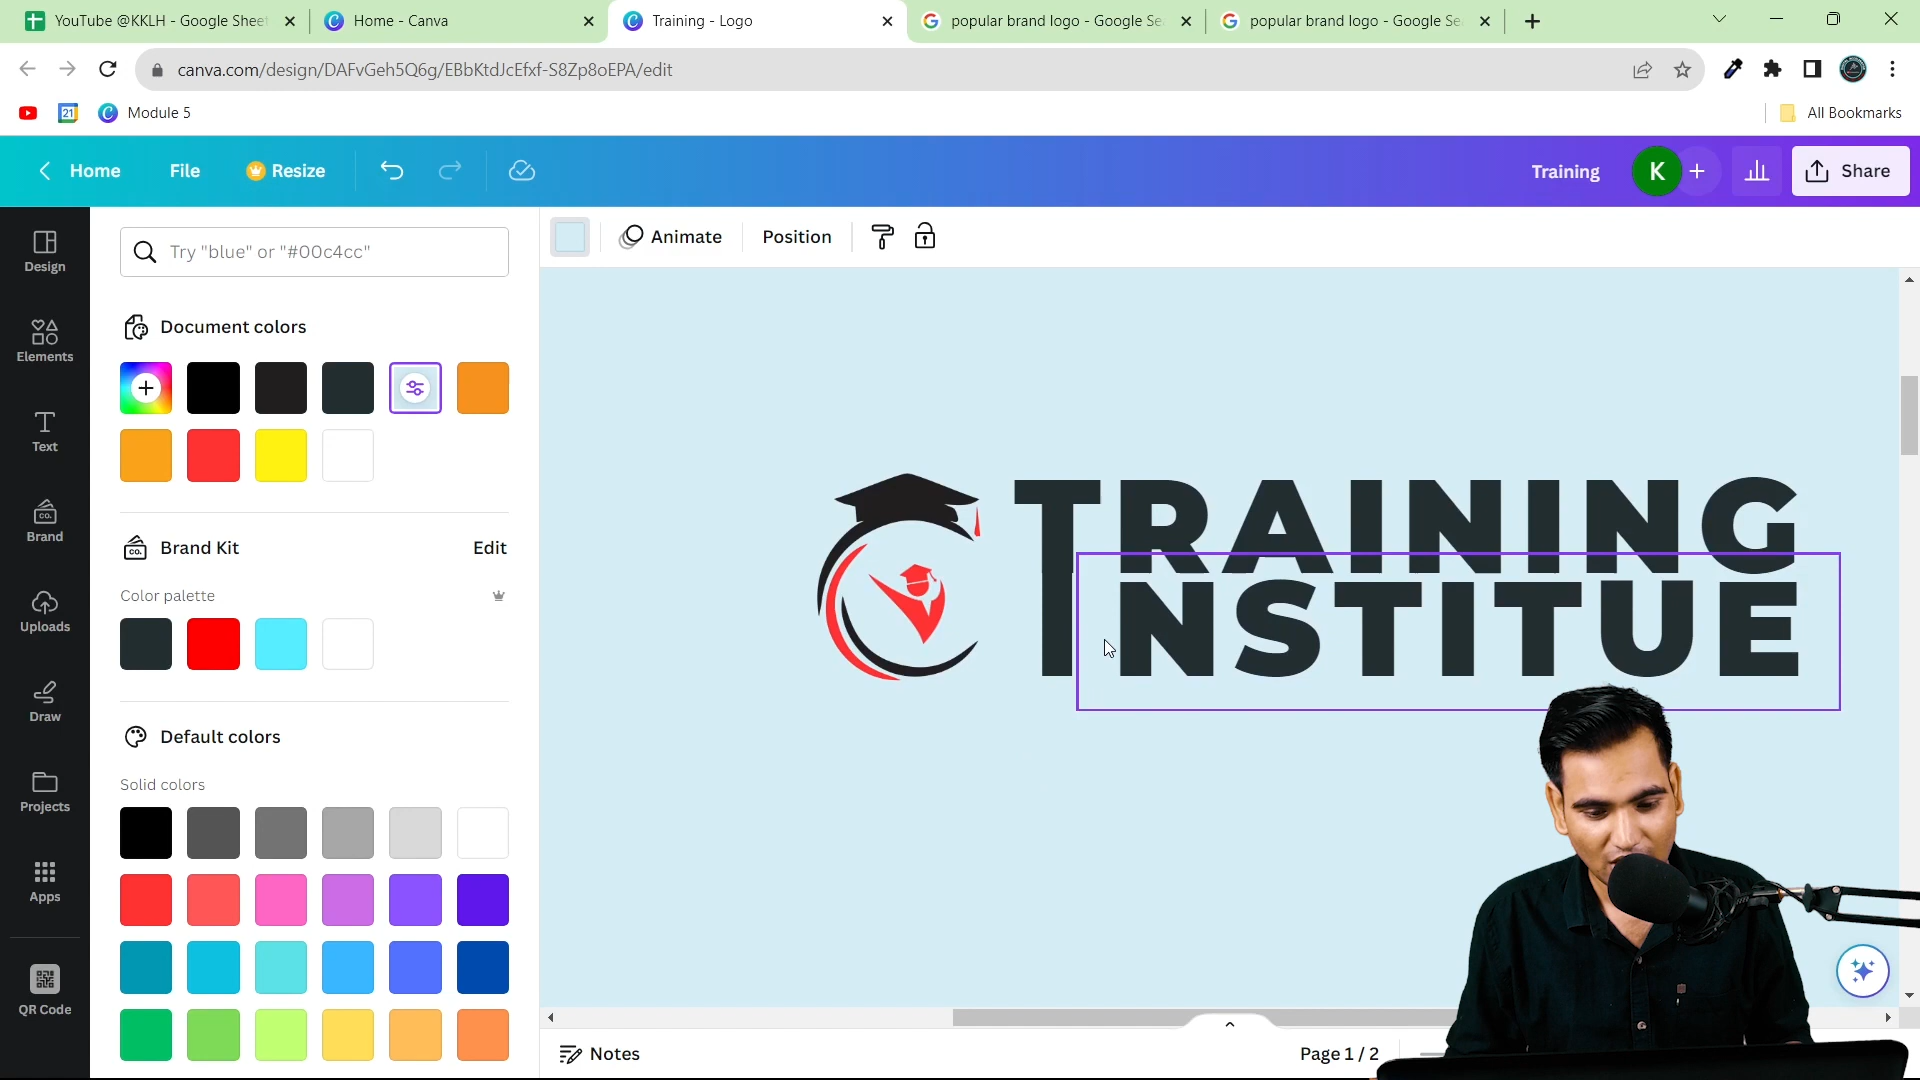 YouTube @KKLH - Google Sheet
Home - Canva
Training - Logo
popular brand logo - Google Se
popular brand logo - Google Se
canva.com/design/DAFvGeh5Q6g/EBbKtdJcEfxf-S8Zp8oEPA/edit
21
Module 5
All Bookmarks
Home
File
Resize
Training
K
Share
Design
Elements
Text
Brand
Uploads
Draw
Projects
Apps
QR Code
Try "blue" or "#00c4cc"
Document colors
Brand Kit
Edit
Color palette
Default colors
Solid colors
Animate
Position
TRAINING
INSTITUE
Notes
Page 1 / 2